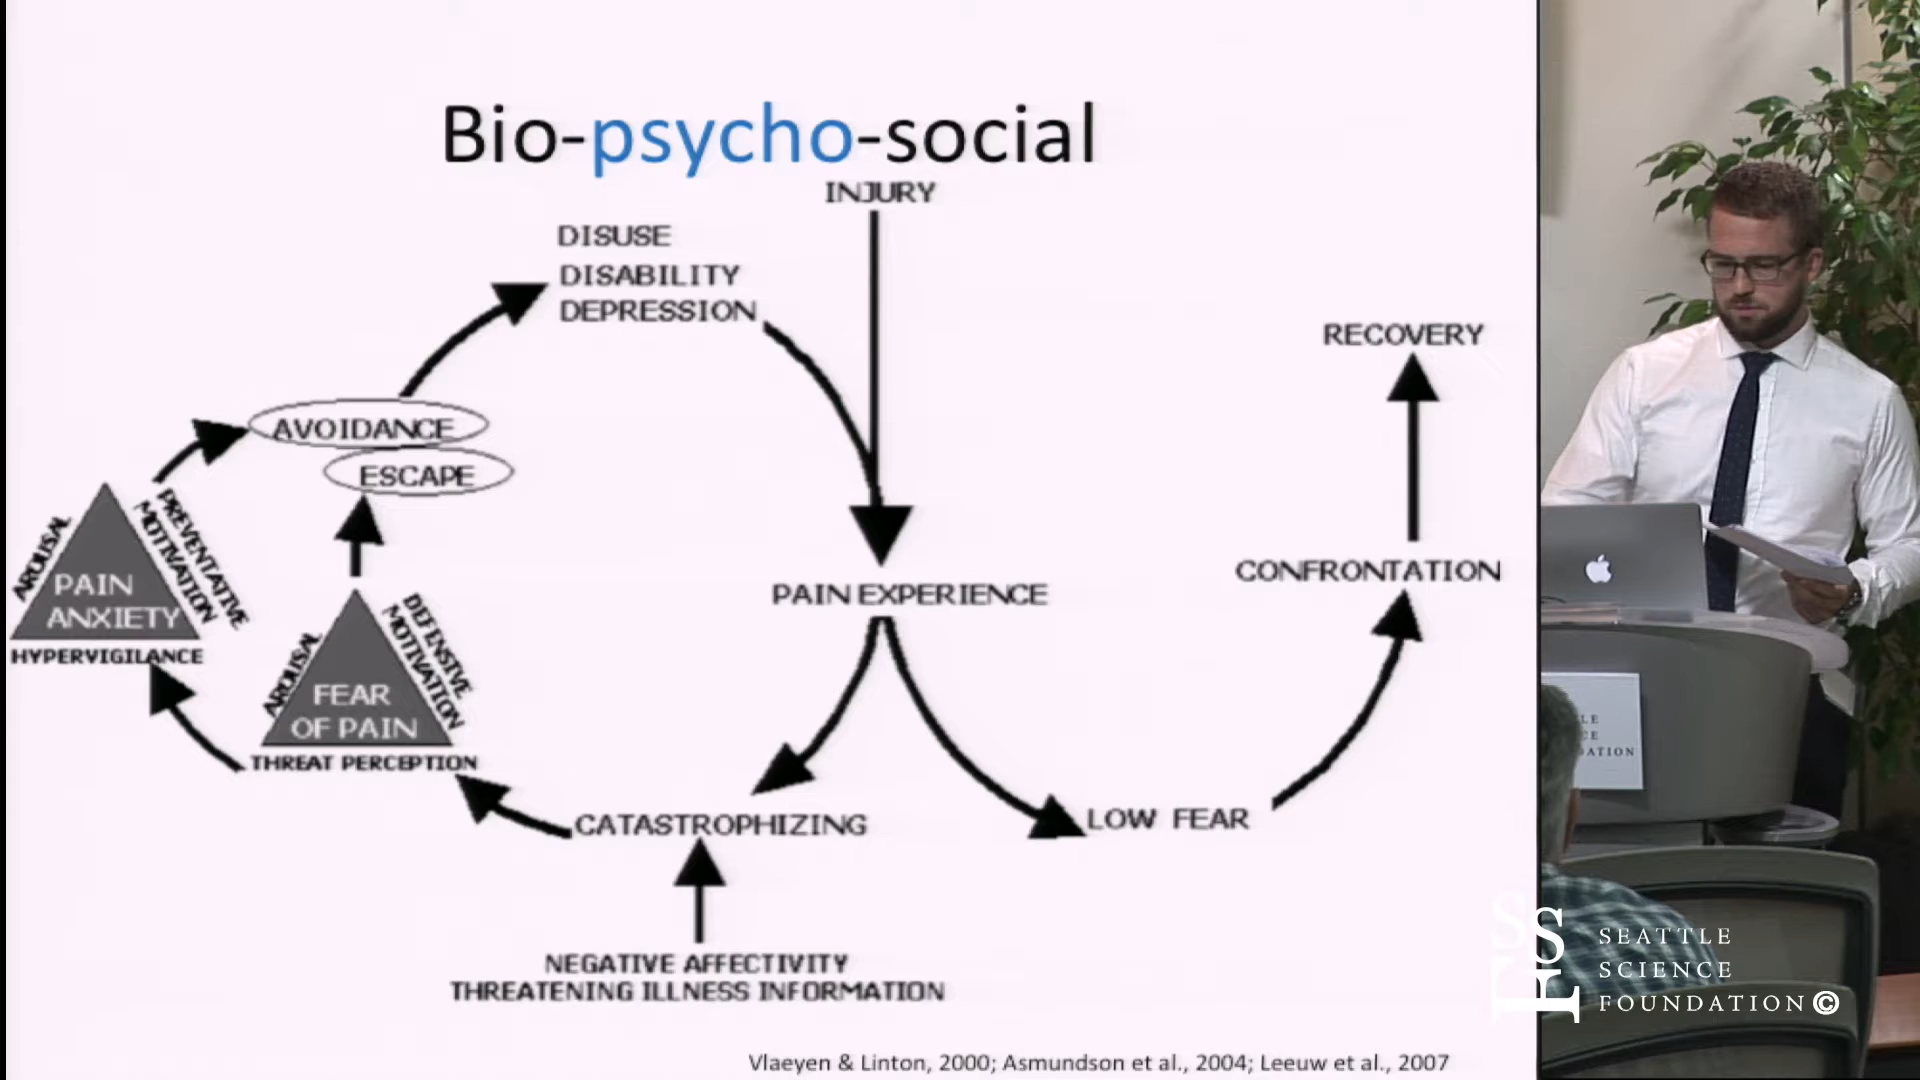 Bio-psycho-social
INJURY
DISUSE
DISABILITY
DEPRESSION
RECOVERY
AVOIDANCE
ESCAPE
AROUSAL
PREVENTATIVE
MOTIVATION
PAIN
ANXIETY
HYPERVIGILANCE
AROUSAL
DEFENSIVE
MOTIVATION
FEAR
OF PAIN
THREAT PERCEPTION
PAIN EXPERIENCE
CONFRONTATION
CATASTROPHIZING
LOW FEAR
NEGATIVE AFFECTIVITY
THREATENING ILLNESS INFORMATION
Vlaeyen & Linton, 2000; Asmundson et al., 2004; Leeuw et al., 2007
SEATTLE
SCIENCE
FOUNDATION©